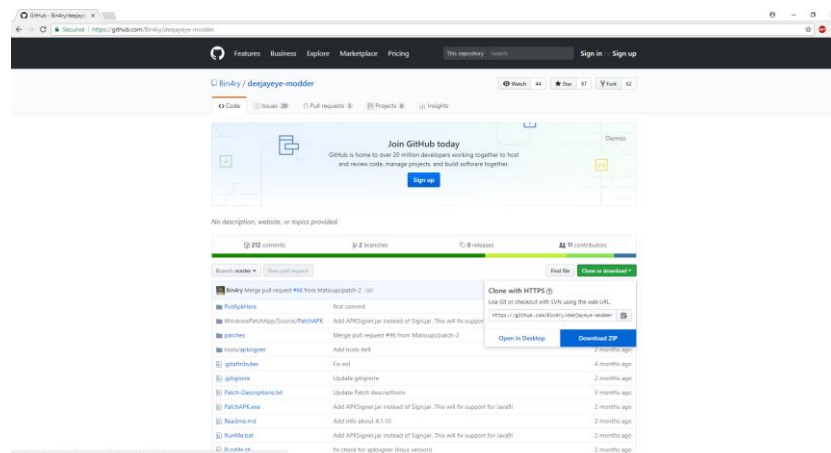 GitHub - Bin4ry/deejaye
Secure | https://github.com/Bin4ry/deejayeye-modder
Features Business Explore Marketplace Pricing This repository Search Sign in or Sign up
Bin4ry / deejayeye-modder Watch 44 Star 97 Fork 62
Code Issues 20 Pull requests 3 Projects 0 Insights
Join GitHub today
Dismiss
GitHub is home to over 20 million developers working together to host
and review code, manage projects, and build software together.
Sign up
No description, website, or topics provided.
212 commits 2 branches 0 releases 11 contributors
Branch: master New pull request Find file Clone or download
Bin4ry Merge pull request #96 from Matioupi/patch-2
Clone with HTTPS
Use Git or checkout with SVN using the web URL.
https://github.com/Bin4ry/deejayeye-modder
Open in Desktop Download ZIP
PutApkHere first commit
WindowsPatchApp/Source/PatchAPK Add APKSigner.jar instead of Sign.jar. This will fix support
patches Merge pull request #96 from Matioupi/patch-2
tools/apksigner Add tools 2 months ago
.gitattributes Fix eol 4 months ago
.gitignore Update gitignore 2 months ago
Patch-Descriptions.txt Update Patch descriptions months ago
PatchAPK.exe Add APKSigner.jar instead of Sign.jar. This will fix support for Java9! 2 months ago
Readme.md Add info about 4.1.10 2 months ago
RunMe.bat Add APKSigner.jar instead of Sign.jar. This will fix support for Java9! 2 months ago
RunMe.sh fix check for apksigner (linux version) 2 months ago